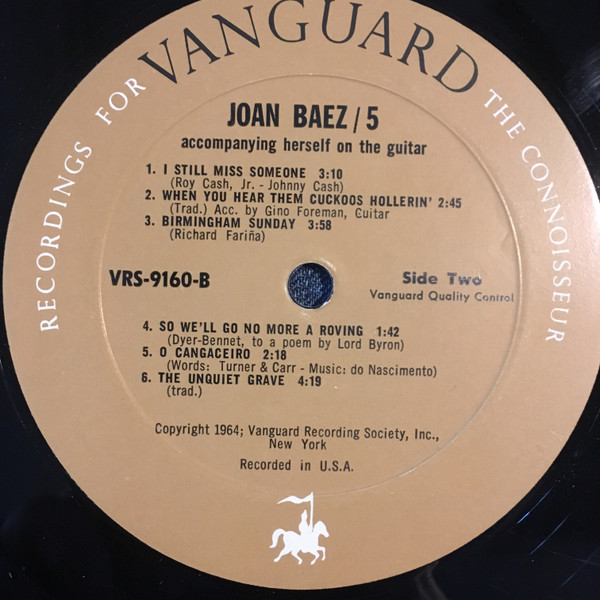 RECORDINGS FOR VANGUARD THE CONNOISSEUR
JOAN BAEZ / 5
accompanying herself on the guitar
1. I STILL MISS SOMEONE 3:10
(Roy Cash, Jr. - Johnny Cash)
2. WHEN YOU HEAR THEM CUCKOOS HOLLERIN' 2:45
(Trad.) Acc. by Gino Foreman, Guitar
3. BIRMINGHAM SUNDAY 3:58
(Richard Fariña)
VRS-9160-B
Side Two
Vanguard Quality Control
4. SO WE'LL GO NO MORE A ROVING 1:42
(Dyer-Bennet, to a poem by Lord Byron)
5. O CANGACEIRO 2:18
(Words: Turner & Carr - Music: do Nascimento)
6. THE UNQUIET GRAVE 4:19
(trad.)
Copyright 1964; Vanguard Recording Society, Inc.,
New York
Recorded in U.S.A.